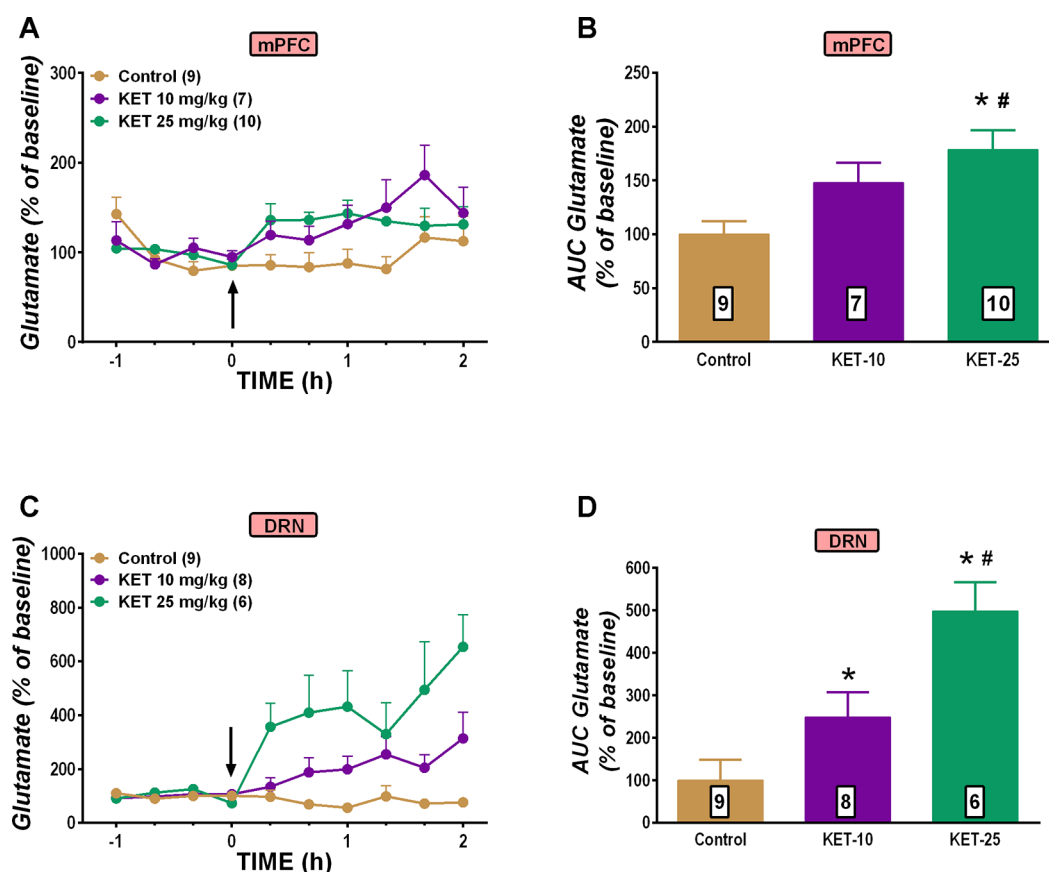 A
mPFC
Glutamate (% of baseline)
300
200
100
0
Control (9)
KET 10 mg/kg (7)
KET 25 mg/kg (10)
-1 0 1 2
TIME (h)
B
mPFC
AUC Glutamate
(% of baseline)
250
200
150
100
50
0
* #
9 7 10
Control KET-10 KET-25
C
DRN
Glutamate (% of baseline)
1000
800
600
400
200
0
Control (9)
KET 10 mg/kg (8)
KET 25 mg/kg (6)
-1 0 1 2
TIME (h)
D
DRN
AUC Glutamate
(% of baseline)
600
500
400
300
200
100
0
* #
*
9 8 6
Control KET-10 KET-25